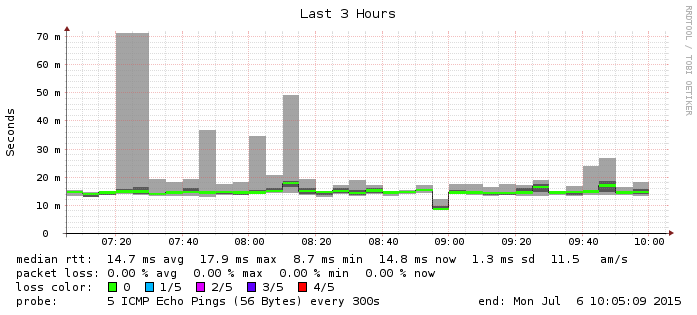 Last 3 Hours
RRDTOOL / TOBI OETIKER
Seconds
70 m
60 m
50 m
40 m
30 m
20 m
10 m
0
07:20 07:40 08:00 08:20 08:40 09:00 09:20 09:40 10:00
median rtt: 14.7 ms avg 17.9 ms max 8.7 ms min 14.8 ms now 1.3 ms sd 11.5 am/s
packet loss: 0.00 % avg 0.00 % max 0.00 % min 0.00 % now
loss color: 0 1/5 2/5 3/5 4/5
probe: 5 ICMP Echo Pings (56 Bytes) every 300s end: Mon Jul 6 10:05:09 2015